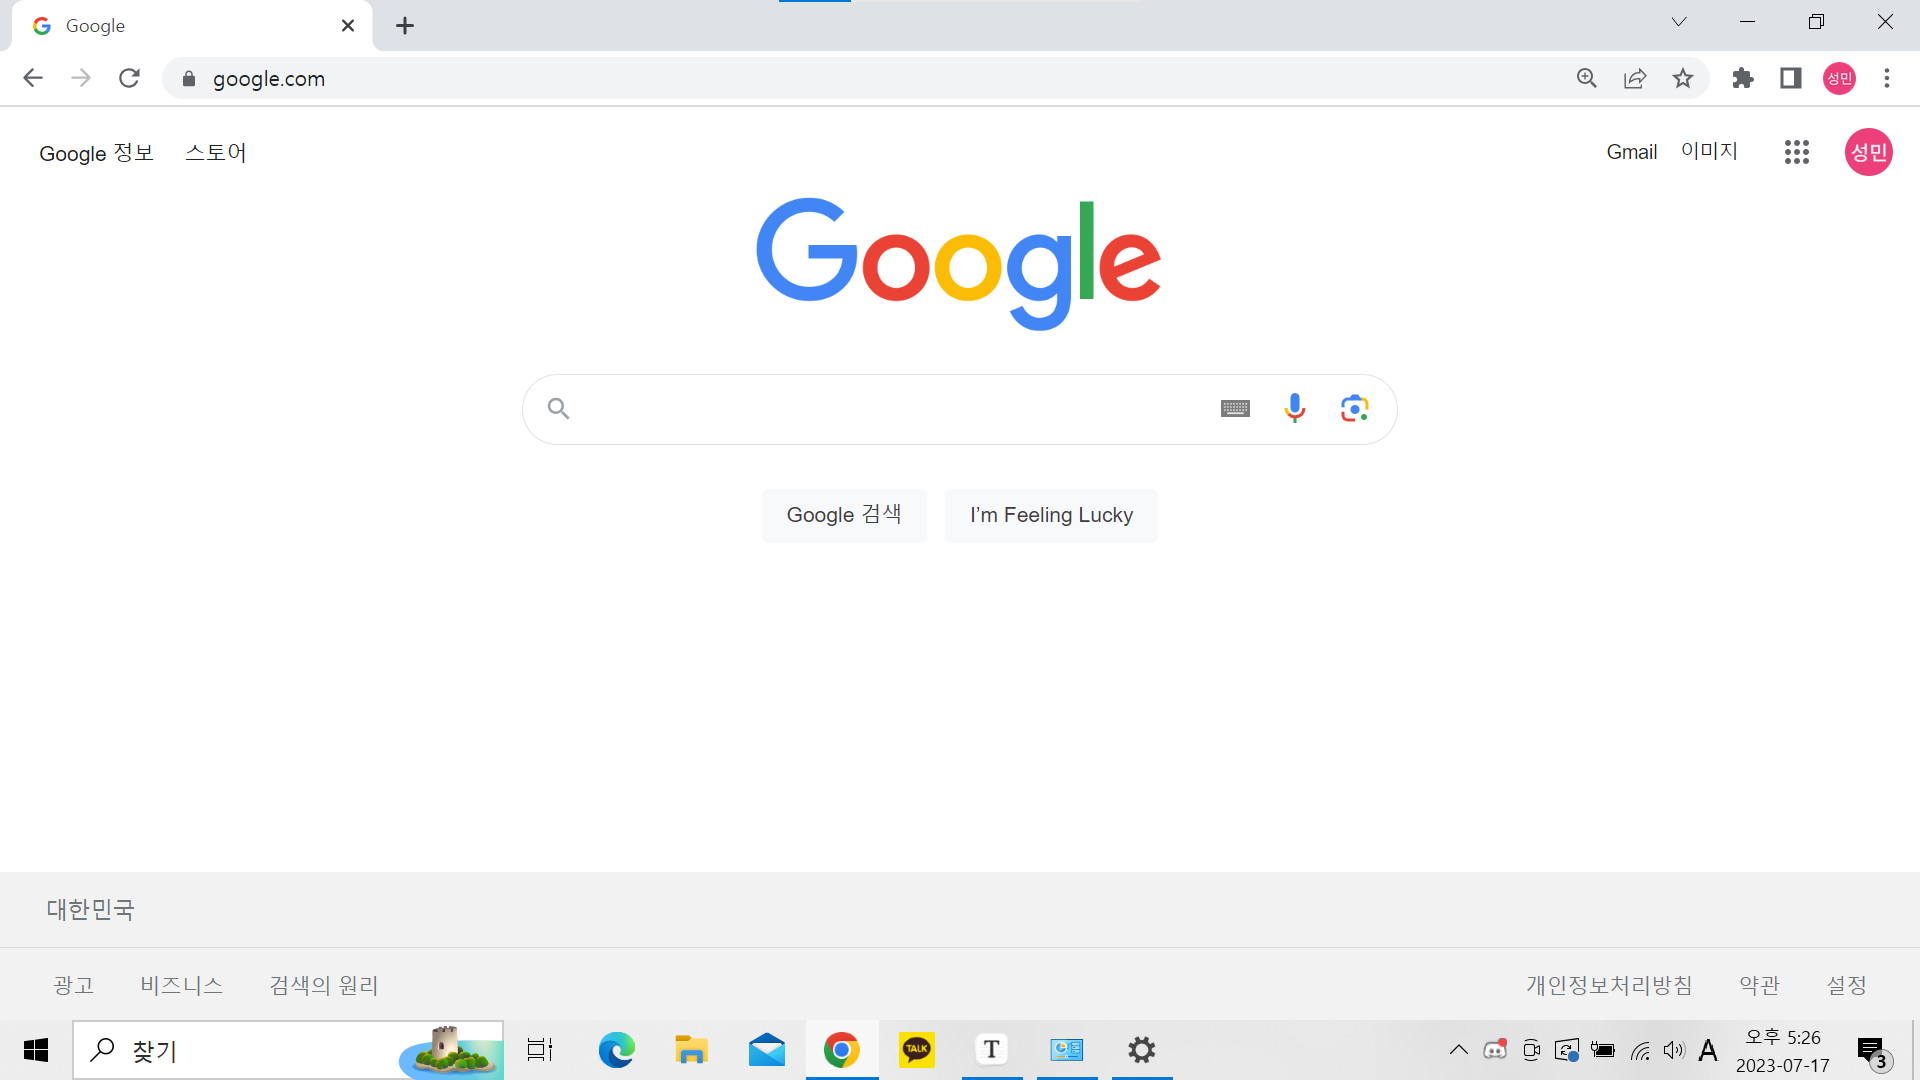 Google
google.com
성민
Google 정보 스토어 Gmail 이미지 성민
Google
Google 검색 I'm Feeling Lucky
대한민국
광고 비즈니스 검색의 원리 개인정보처리방침 약관 설정
찾기 TALK T A 오후 5:26
2023-07-17 3